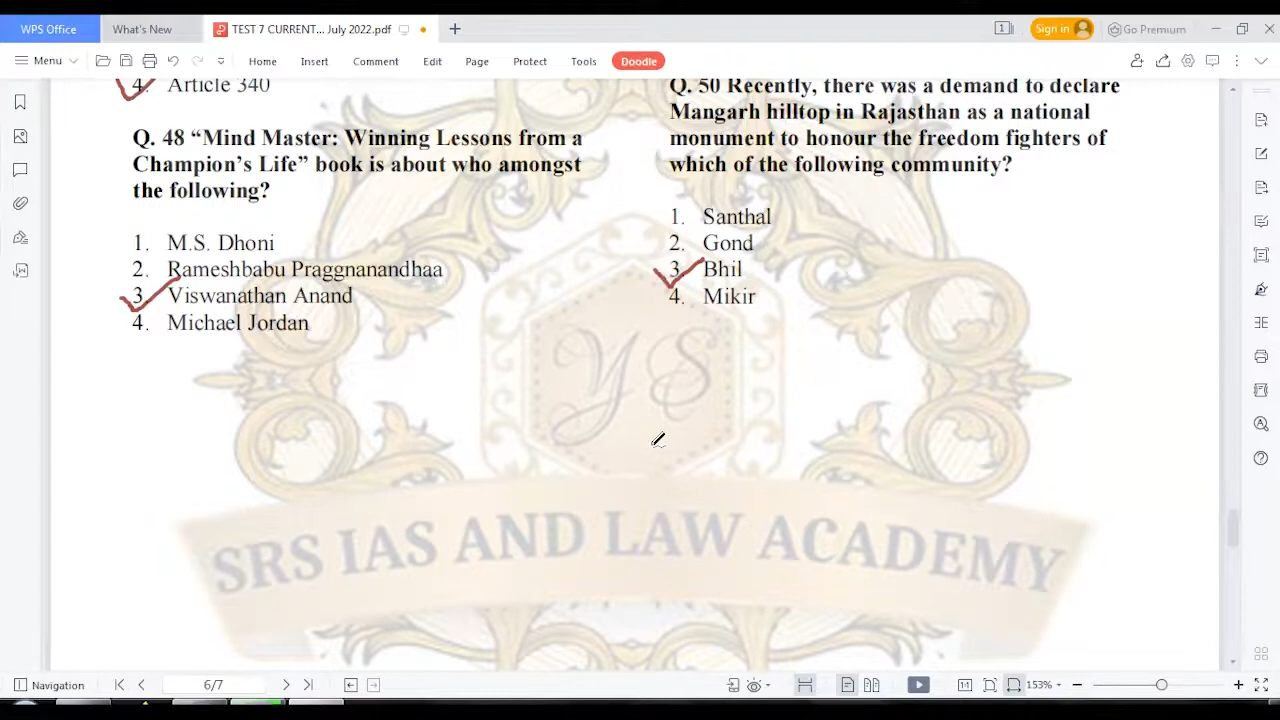 WPS Office
What's New
TEST 7 CURRENT... July 2022.pdf
1
Sign in
Go Premium
Menu
Home
Insert
Comment
Edit
Page
Protect
Tools
Doodle
4. Article 340
Q. 48 “Mind Master: Winning Lessons from a
Champion’s Life” book is about who amongst
the following?
1. M.S. Dhoni
2. Rameshbabu Praggnanandhaa
3. Viswanathan Anand
4. Michael Jordan
Q. 50 Recently, there was a demand to declare
Mangarh hilltop in Rajasthan as a national
monument to honour the freedom fighters of
which of the following community?
1. Santhal
2. Gond
3. Bhil
4. Mikir
YS
SRS IAS AND LAW ACADEMY
Navigation
6/7
153%